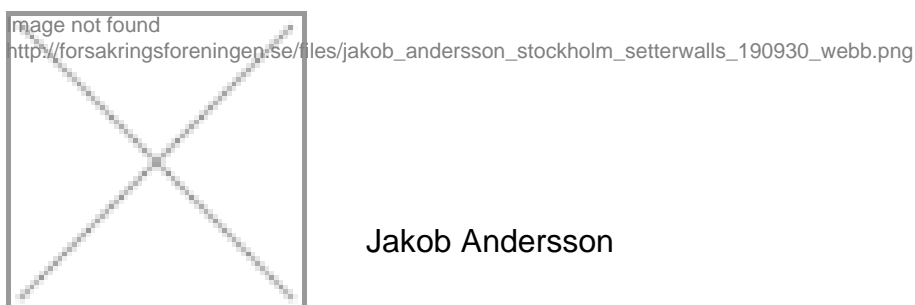 Image not found
http://forsakringsforeningen.se/files/jakob_andersson_stockholm_setterwalls_190930_webb.png
Jakob Andersson